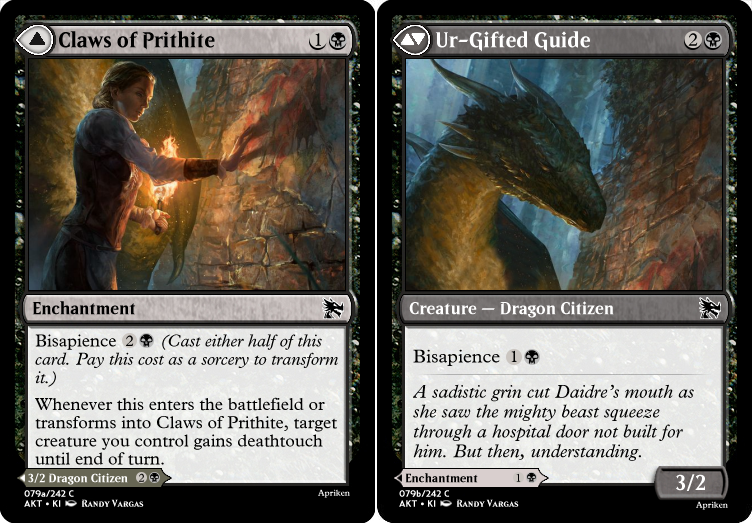 Claws of Prithite 1
Enchantment
Bisapience 2 (Cast either half of this
card. Pay this cost as a sorcery to transform
it.)
Whenever this enters the battlefield or
transforms into Claws of Prithite, target
creature you control gains deathtouch
until end of turn.
3/2 Dragon Citizen 2
079a/242 C
AKT • KI RANDY VARGAS
Apriken
Ur-Gifted Guide 2
Creature — Dragon Citizen
Bisapience 1
A sadistic grin cut Daidre's mouth as
she saw the mighty beast squeeze
through a hospital door not built for
him. But then, understanding.
Enchantment 1
3/2
079b/242 C
AKT • KI RANDY VARGAS
Apriken